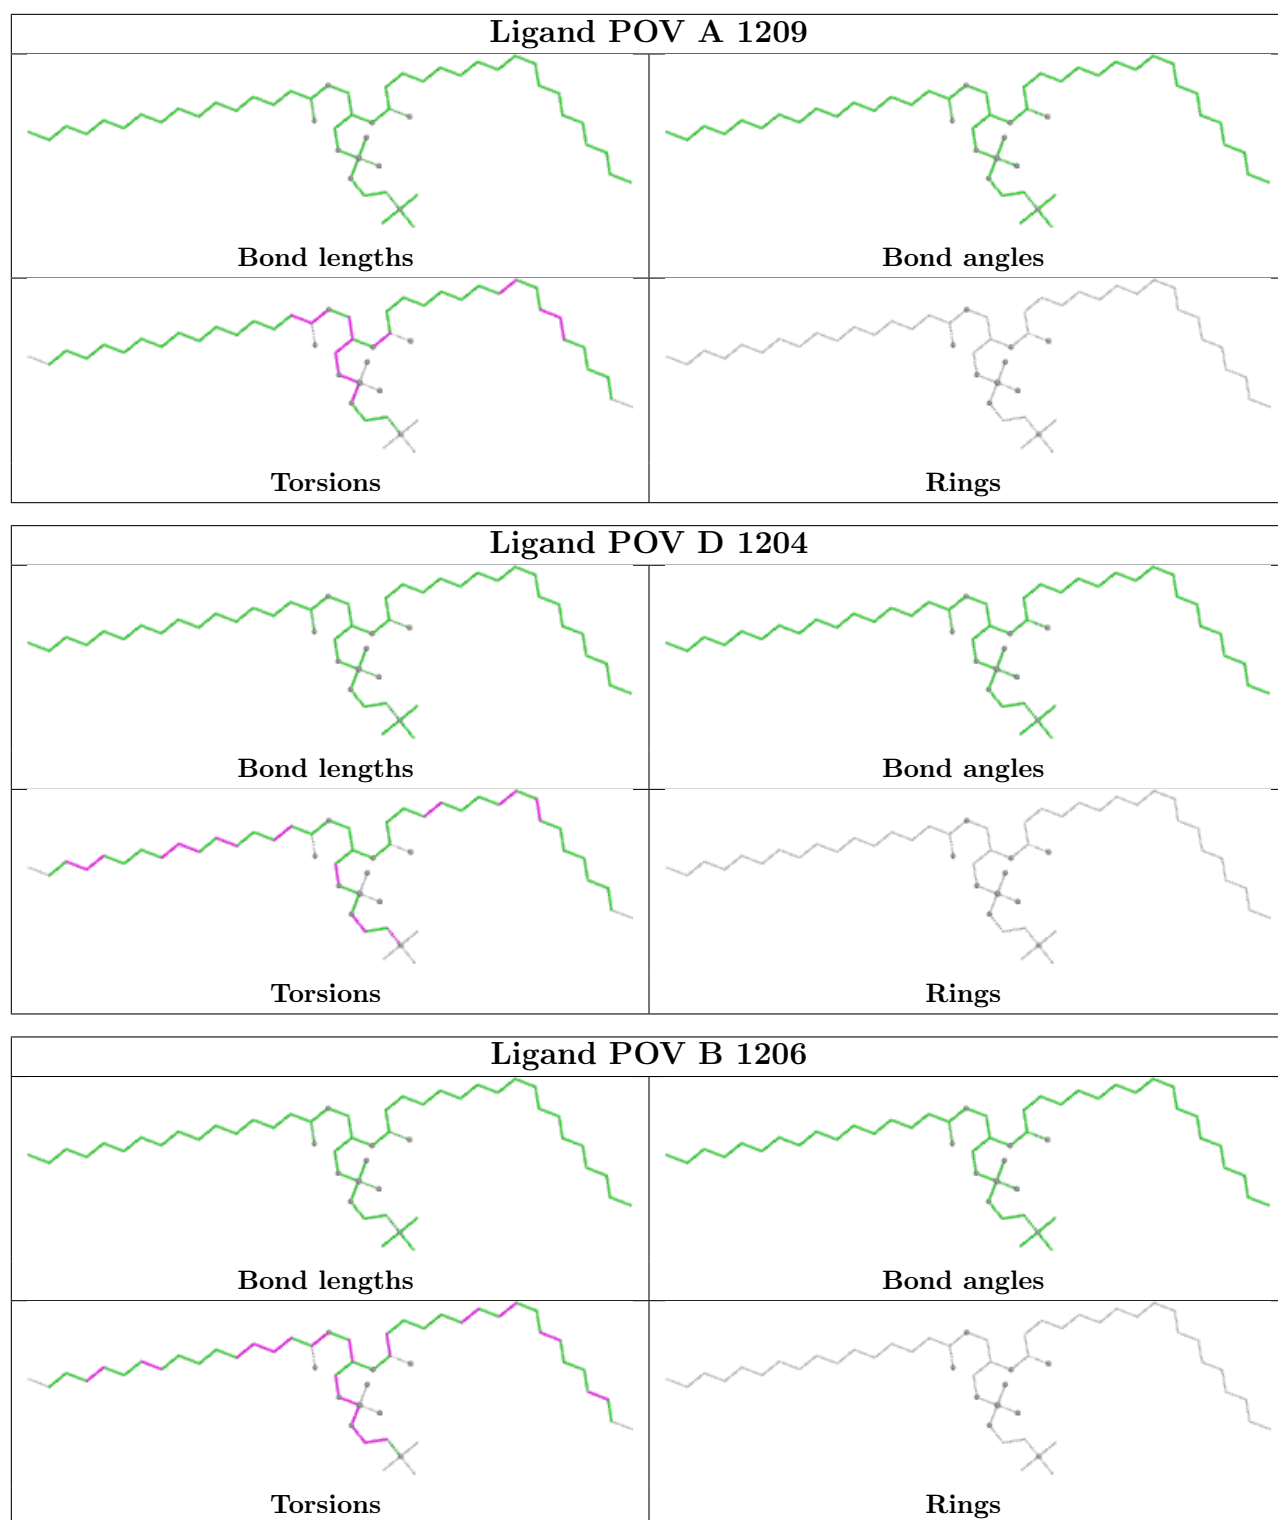 Ligand POV A 1209
Bond lengths
Bond angles
Torsions
Rings
Ligand POV D 1204
Bond lengths
Bond angles
Torsions
Rings
Ligand POV B 1206
Bond lengths
Bond angles
Torsions
Rings